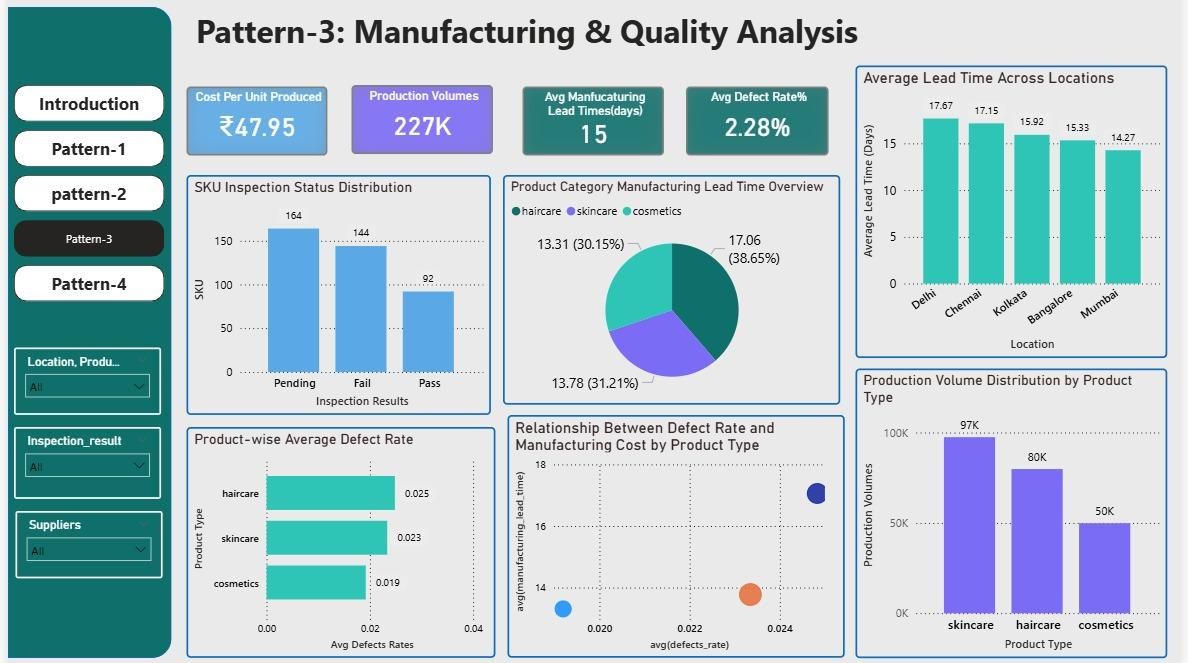 Pattern-3: Manufacturing & Quality Analysis
Introduction
Pattern-1
pattern-2
Pattern-3
Pattern-4
Location, Produ...
All
Inspection_result
All
Suppliers
All
Cost Per Unit Produced
₹47.95
Production Volumes
227K
Avg Manfucaturing
Lead Times(days)
15
Avg Defect Rate%
2.28%
SKU Inspection Status Distribution
SKU
150
100
50
0
164
144
92
Pending
Fail
Pass
Inspection Results
Product Category Manufacturing Lead Time Overview
haircare
skincare
cosmetics
13.31 (30.15%)
17.06
(38.65%)
13.78 (31.21%)
Average Lead Time Across Locations
Average Lead Time (Days)
15
10
5
0
17.67
17.15
15.92
15.33
14.27
Delhi
Chennai
Kolkata
Bangalore
Mumbai
Location
Product-wise Average Defect Rate
Product Type
haircare
0.025
skincare
0.023
cosmetics
0.019
0.00
0.02
0.04
Avg Defects Rates
Relationship Between Defect Rate and
Manufacturing Cost by Product Type
avg(manufacturing_lead_time)
18
16
14
0.020
0.022
0.024
avg(defects_rate)
Production Volume Distribution by Product
Type
Production Volumes
100K
50K
0K
97K
80K
50K
skincare
haircare
cosmetics
Product Type